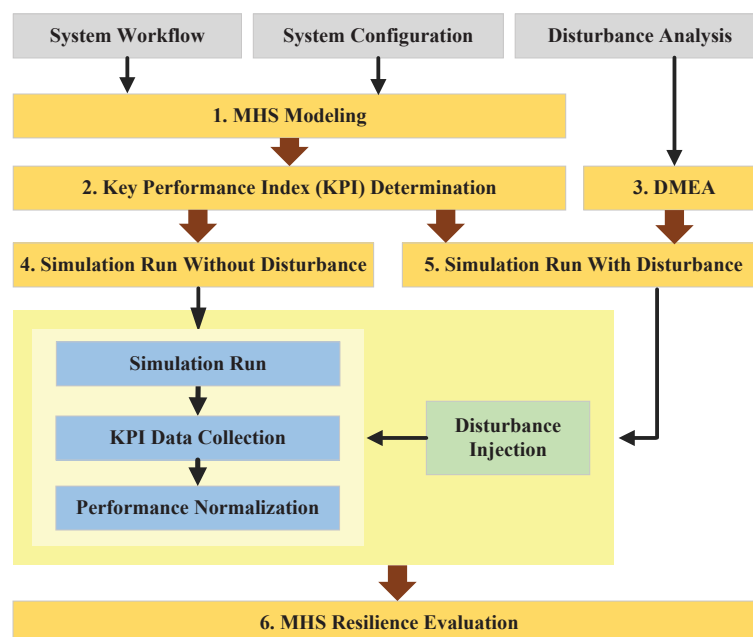 System Workflow
System Configuration
Disturbance Analysis
1. MHS Modeling
2. Key Performance Index (KPI) Determination
3. DMEA
4. Simulation Run Without Disturbance
5. Simulation Run With Disturbance
Simulation Run
KPI Data Collection
Disturbance
Injection
Performance Normalization
6. MHS Resilience Evaluation